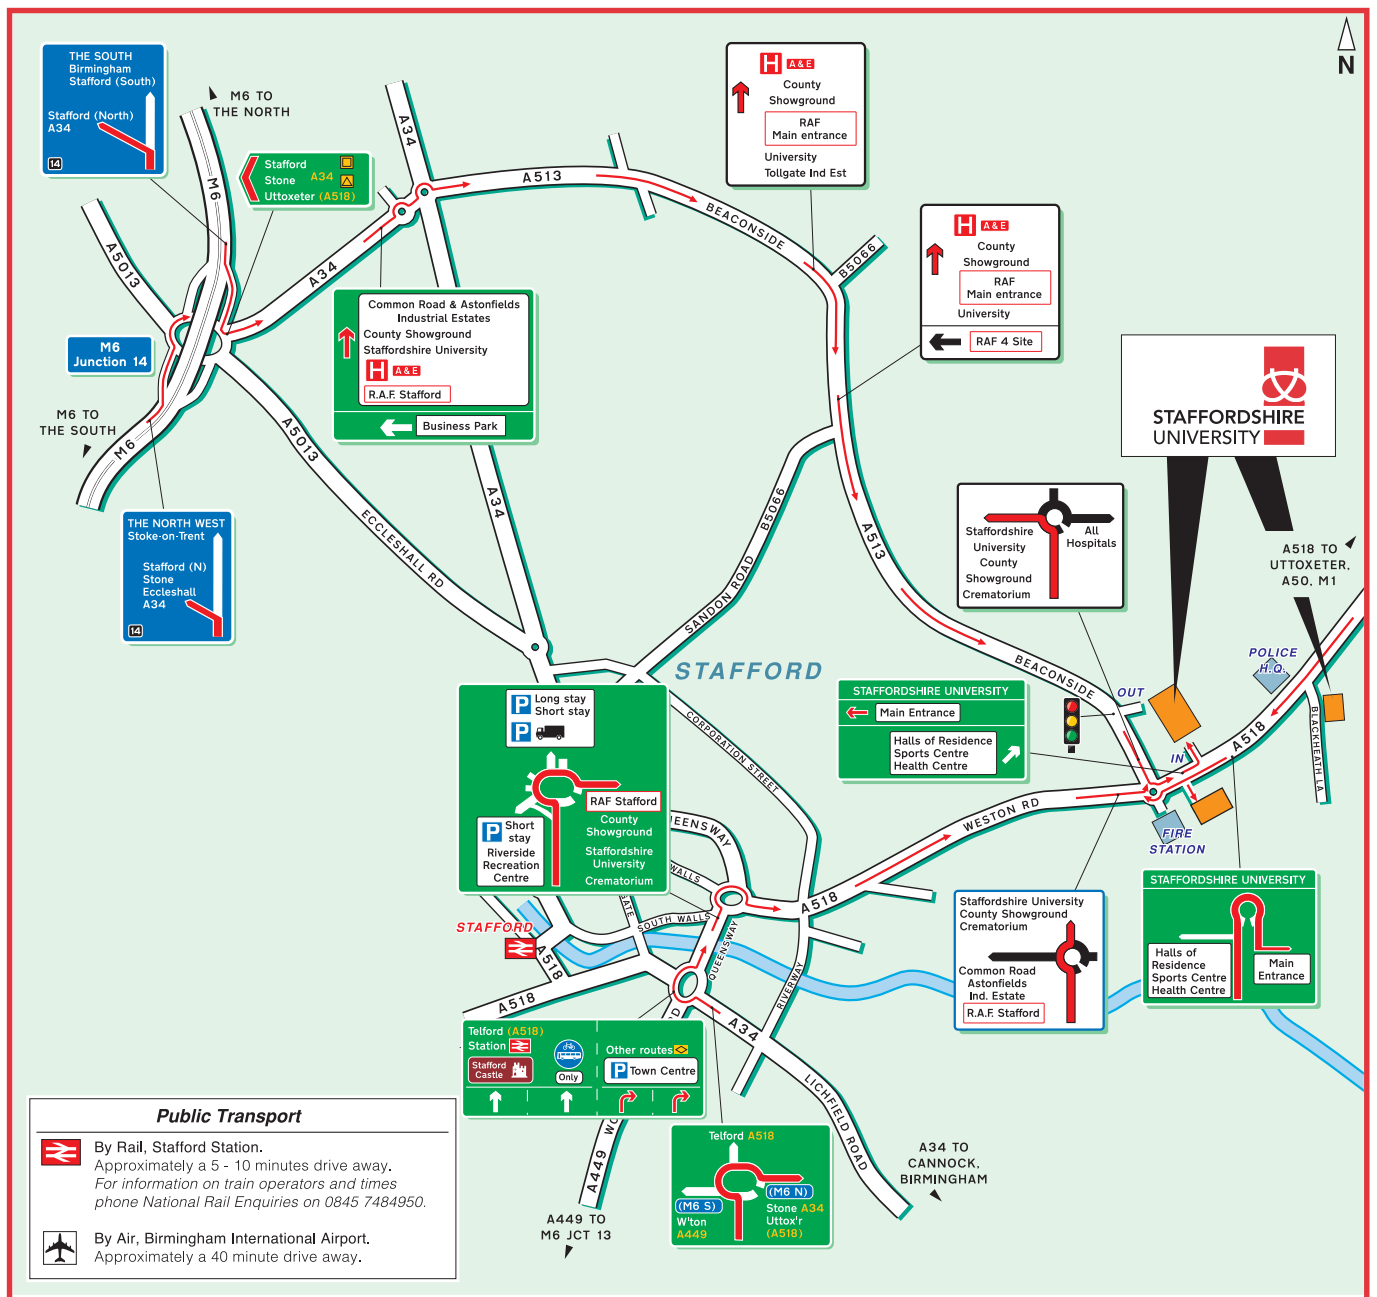 THE SOUTH
Birmingham
Stafford (South)
Stafford (North)
A34
14
M6 TO
THE NORTH
M6
Stafford
Stone A34
Uttoxeter (A518)
A34
A513
BEACONSIDE
H A&E
County
Showground
RAF
Main entrance
University
Tollgate Ind Est
N
B5066
H A&E
County
Showground
RAF
Main entrance
University
RAF 4 Site
A5013
A34
M6
Junction 14
Common Road & Astonfields
Industrial Estates
County Showground
Staffordshire University
H A&E
R.A.F. Stafford
Business Park
M6 TO
THE SOUTH
M6
A5013
ECCLESHALL RD
A34
THE NORTH WEST
Stoke-on-Trent
Stafford (N)
Stone
Eccleshall
A34
14
B5066
SANDON ROAD
A513
STAFFORDSHIRE
UNIVERSITY
Staffordshire
University
County
Showground
Crematorium
All
Hospitals
A518 TO
UTTOXETER,
A50, M1
BEACONSIDE
STAFFORD
POLICE
H.Q.
OUT
IN
A518
BLACKHEATH LA
STAFFORDSHIRE UNIVERSITY
Main Entrance
Halls of Residence
Sports Centre
Health Centre
FIRE
STATION
WESTON RD
CORPORATION STREET
P Long stay
Short stay
P
RAF Stafford
County
Showground
Staffordshire
University
Crematorium
P Short
stay
Riverside
Recreation
Centre
UEENSWAY
WALLS
GATE
SOUTH WALLS
QUEENSWAY
A518
RIVERWAY
STAFFORD
A518
A518
Staffordshire University
County Showground
Crematorium
Common Road
Astonfields
Ind. Estate
R.A.F. Stafford
STAFFORDSHIRE UNIVERSITY
Halls of
Residence
Sports Centre
Health Centre
Main
Entrance
A34
LICHFIELD ROAD
Telford (A518)
Station
Stafford
Castle
Only
Other routes
P Town Centre
WO
D
A449
A449 TO
M6 JCT 13
Telford A518
(M6 N)
(M6 S)
W'ton
A449
Stone A34
Uttox'r
(A518)
A34 TO
CANNOCK,
BIRMINGHAM
Public Transport
By Rail, Stafford Station.
Approximately a 5 - 10 minutes drive away.
For information on train operators and times
phone National Rail Enquiries on 0845 7484950.
By Air, Birmingham International Airport.
Approximately a 40 minute drive away.